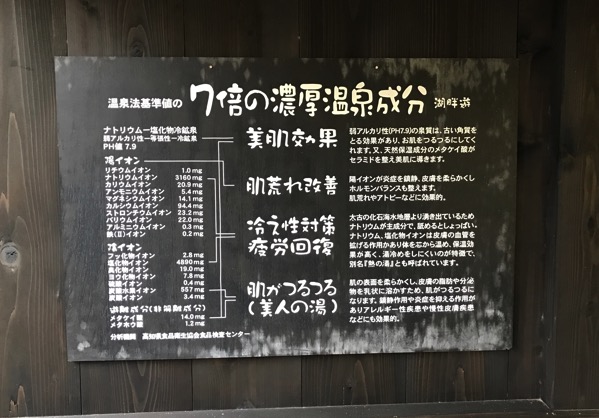 温泉法基準値の 7倍の濃厚温泉成分 湖畔遊
ナトリウムー塩化物冷鉱泉
弱アルカリ性ー等張性ー冷鉱泉
PH値 7.9
陽イオン
リチウムイオン 1.0 mg
ナトリウムイオン 3160 mg
カリウムイオン 20.9 mg
アンモニウムイオン 5.4 mg
マグネシウムイオン 14.1 mg
カルシウムイオン 94.4 mg
ストロンチウムイオン 23.2 mg
バリウムイオン 22.0 mg
アルミニウムイオン 0.3 mg
鉄(Ⅱ)イオン 0.2 mg
陰イオン
フッ化物イオン 2.8 mg
塩化物イオン 4890 mg
臭化物イオン 19.0 mg
ヨウ化物イオン 7.8 mg
硫酸イオン 0.4 mg
炭酸水素イオン 557 mg
炭酸イオン 3.4 mg
遊離成分(非解離成分)
メタケイ酸 14.0 mg
メタホウ酸 1.2 mg
分析機関 高知県食品衛生協会食品検査センター
美肌効果
弱アルカリ性(PH7.9)の泉質は、古い角質を
とる効果があり、お肌をつるつるにしてく
れます。又、天然保湿成分のメタケイ酸が
セラミドを整え美肌に導きます。
肌荒れ改善
陽イオンが炎症を鎮静、皮膚を柔らかくし
ホルモンバランスも整えます。
肌荒れやアトピーなどに効果的。
冷え性対策
疲労回復
太古の化石海水地層より湧き出ているため
ナトリウムが主成分で、舐めるとしょっぱい。
ナトリウム、塩化物イオンは皮膚の血管を
拡げる作用があり体を芯から温め、保温効
果が高く、湯冷めをしにくいのが特徴で、
別名『熱の湯』とも呼ばれています。
肌がつるつる
(美人の湯)
肌の表面を柔らかくし、皮膚の脂肪や分泌
物を乳状に溶かすため、肌がつるつるにな
ります。鎮静作用や炎症を抑える作用が
ありアレルギー性疾患や慢性皮膚疾患
などにも効果的。